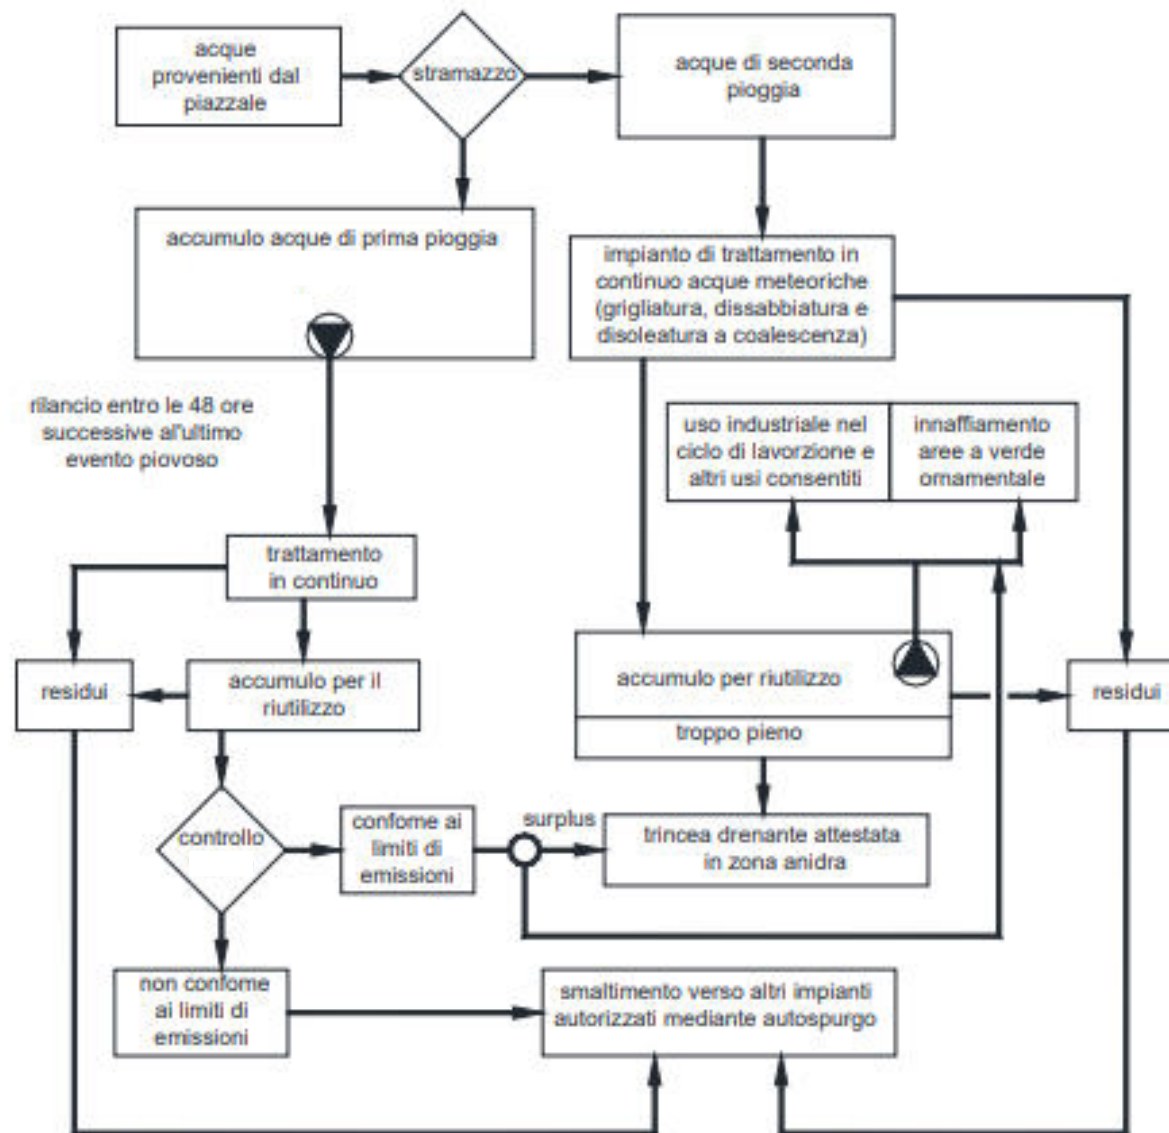 acque
provenienti dal
piazzale
stramazzo
acque di seconda
pioggia
accumulo acque di prima pioggia
impianto di trattamento in
continuo acque meteoriche
(grigliatura, dissabbiatura e
disoleatura a coalescenza)
rilancio entro le 48 ore
successive al'ultimo
evento piovoso
uso industriale nel
ciclo di lavorzione e
altri usi consentiti
innaffiamento
aree a verde
ornamentale
trattamento
in continuo
residui
accumulo per il
riutilizzo
accumulo per riutilizzo
troppo pieno
residui
controllo
confome ai
limiti di
emissioni
surplus
trincea drenante attestata
in zona anidra
non confome
ai limiti di
emissioni
smaltimento verso altri impianti
autorizzati mediante autospurgo